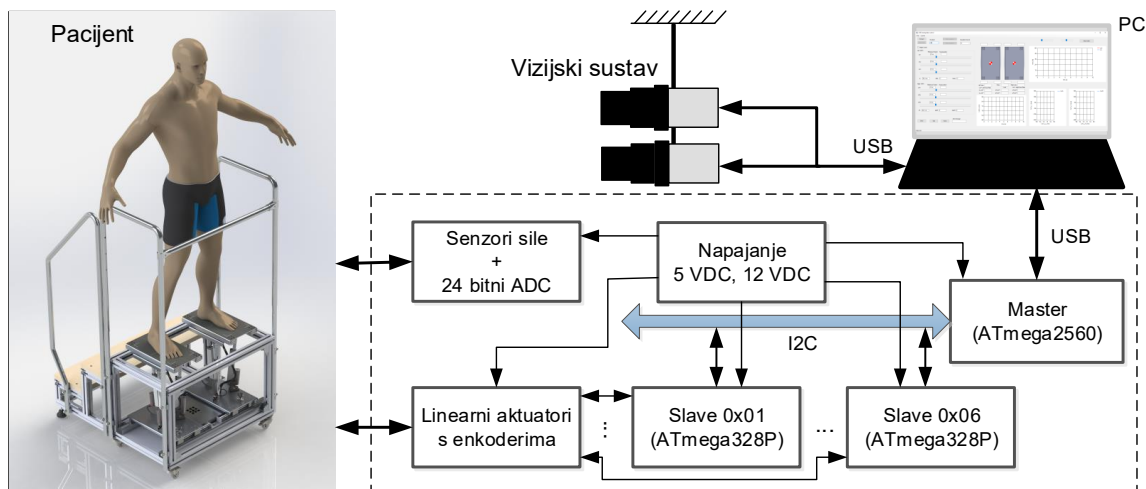 Pacijent
Vizijski sustav
PC
USB
USB
Senzori sile
+
24 bitni ADC
Napajanje
5 VDC, 12 VDC
Master
(ATmega2560)
I2C
Linearni aktuatori
s enkoderima
⋮
Slave 0x01
(ATmega328P)
...
Slave 0x06
(ATmega328P)